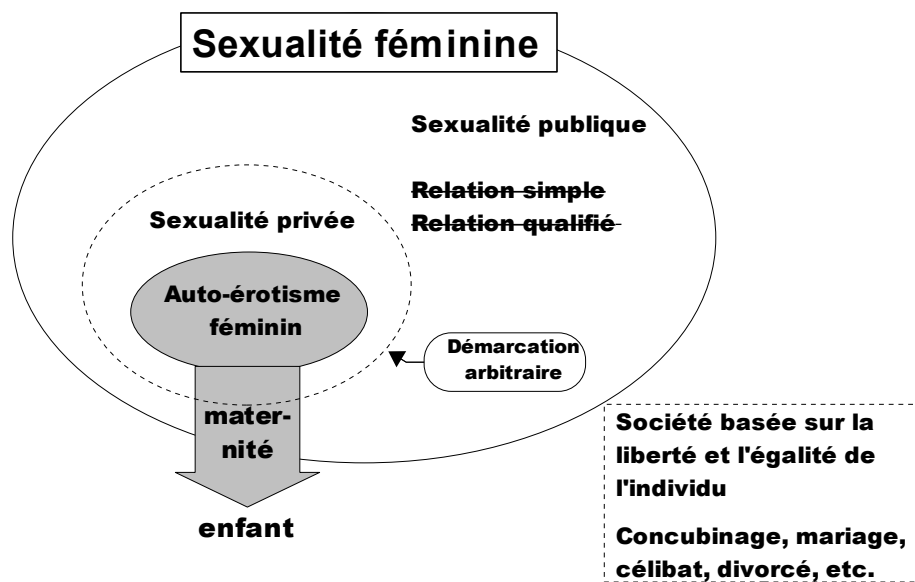 Sexualité féminine
Sexualité publique
Relation simple
Relation qualifié
Sexualité privée
Auto-érotisme
féminin
Démarcation
arbitraire
mater-
nité
enfant
Société basée sur la
liberté et l'égalité de
l'individu
Concubinage, mariage,
célibat, divorcé, etc.